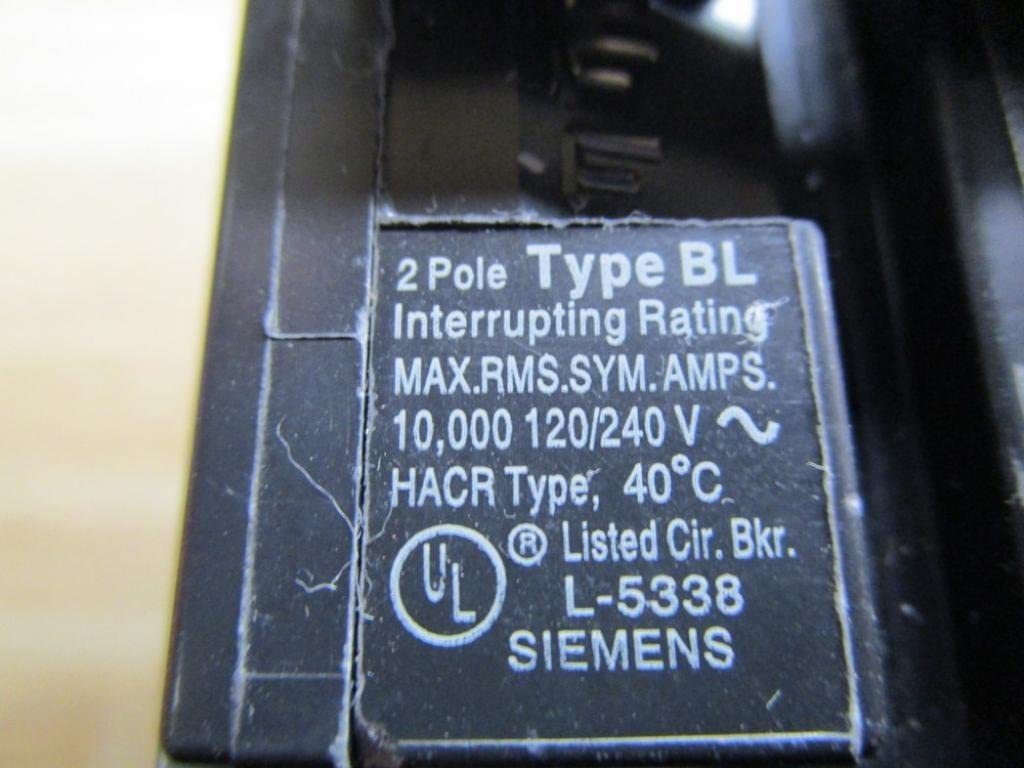 2 Pole Type BL
Interrupting Rating
MAX.RMS.SYM.AMPS.
10,000 120/240 V ~
HACR Type, 40°C
UL ® Listed Cir. Bkr.
L-5338
SIEMENS